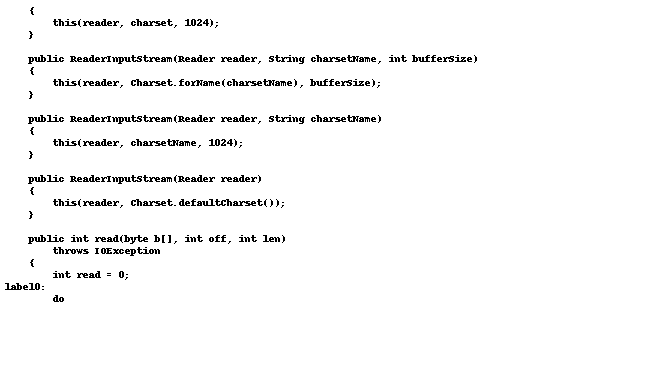 {
        this(reader, charset, 1024);
    }

    public ReaderInputStream(Reader reader, String charsetName, int bufferSize)
    {
        this(reader, Charset.forName(charsetName), bufferSize);
    }

    public ReaderInputStream(Reader reader, String charsetName)
    {
        this(reader, charsetName, 1024);
    }

    public ReaderInputStream(Reader reader)
    {
        this(reader, Charset.defaultCharset());
    }

    public int read(byte b[], int off, int len)
        throws IOException
    {
        int read = 0;
label0:
        do